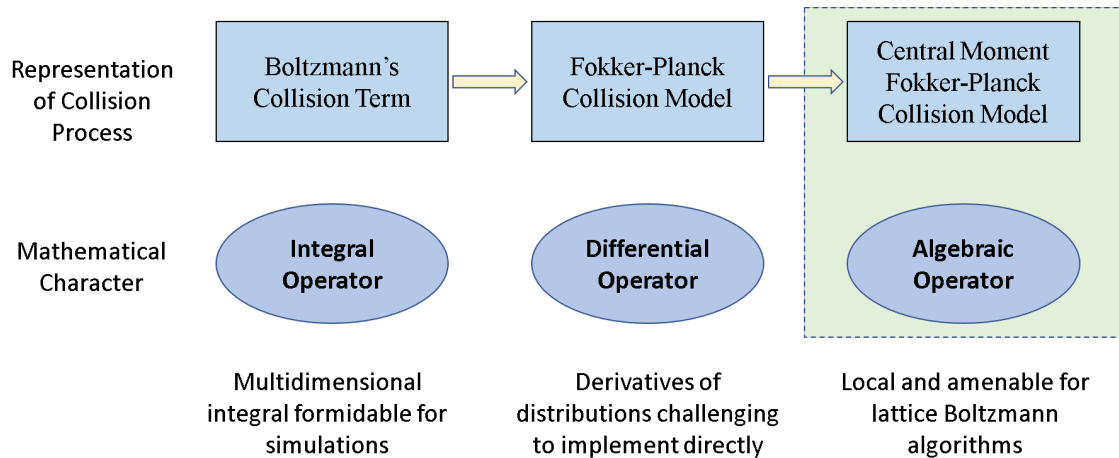 Representation
of Collision
Process
Boltzmann’s
Collision Term
Fokker-Planck
Collision Model
Central Moment
Fokker-Planck
Collision Model
Mathematical
Character
Integral
Operator
Differential
Operator
Algebraic
Operator
Multidimensional
integral formidable for
simulations
Derivatives of
distributions challenging
to implement directly
Local and amenable for
lattice Boltzmann
algorithms